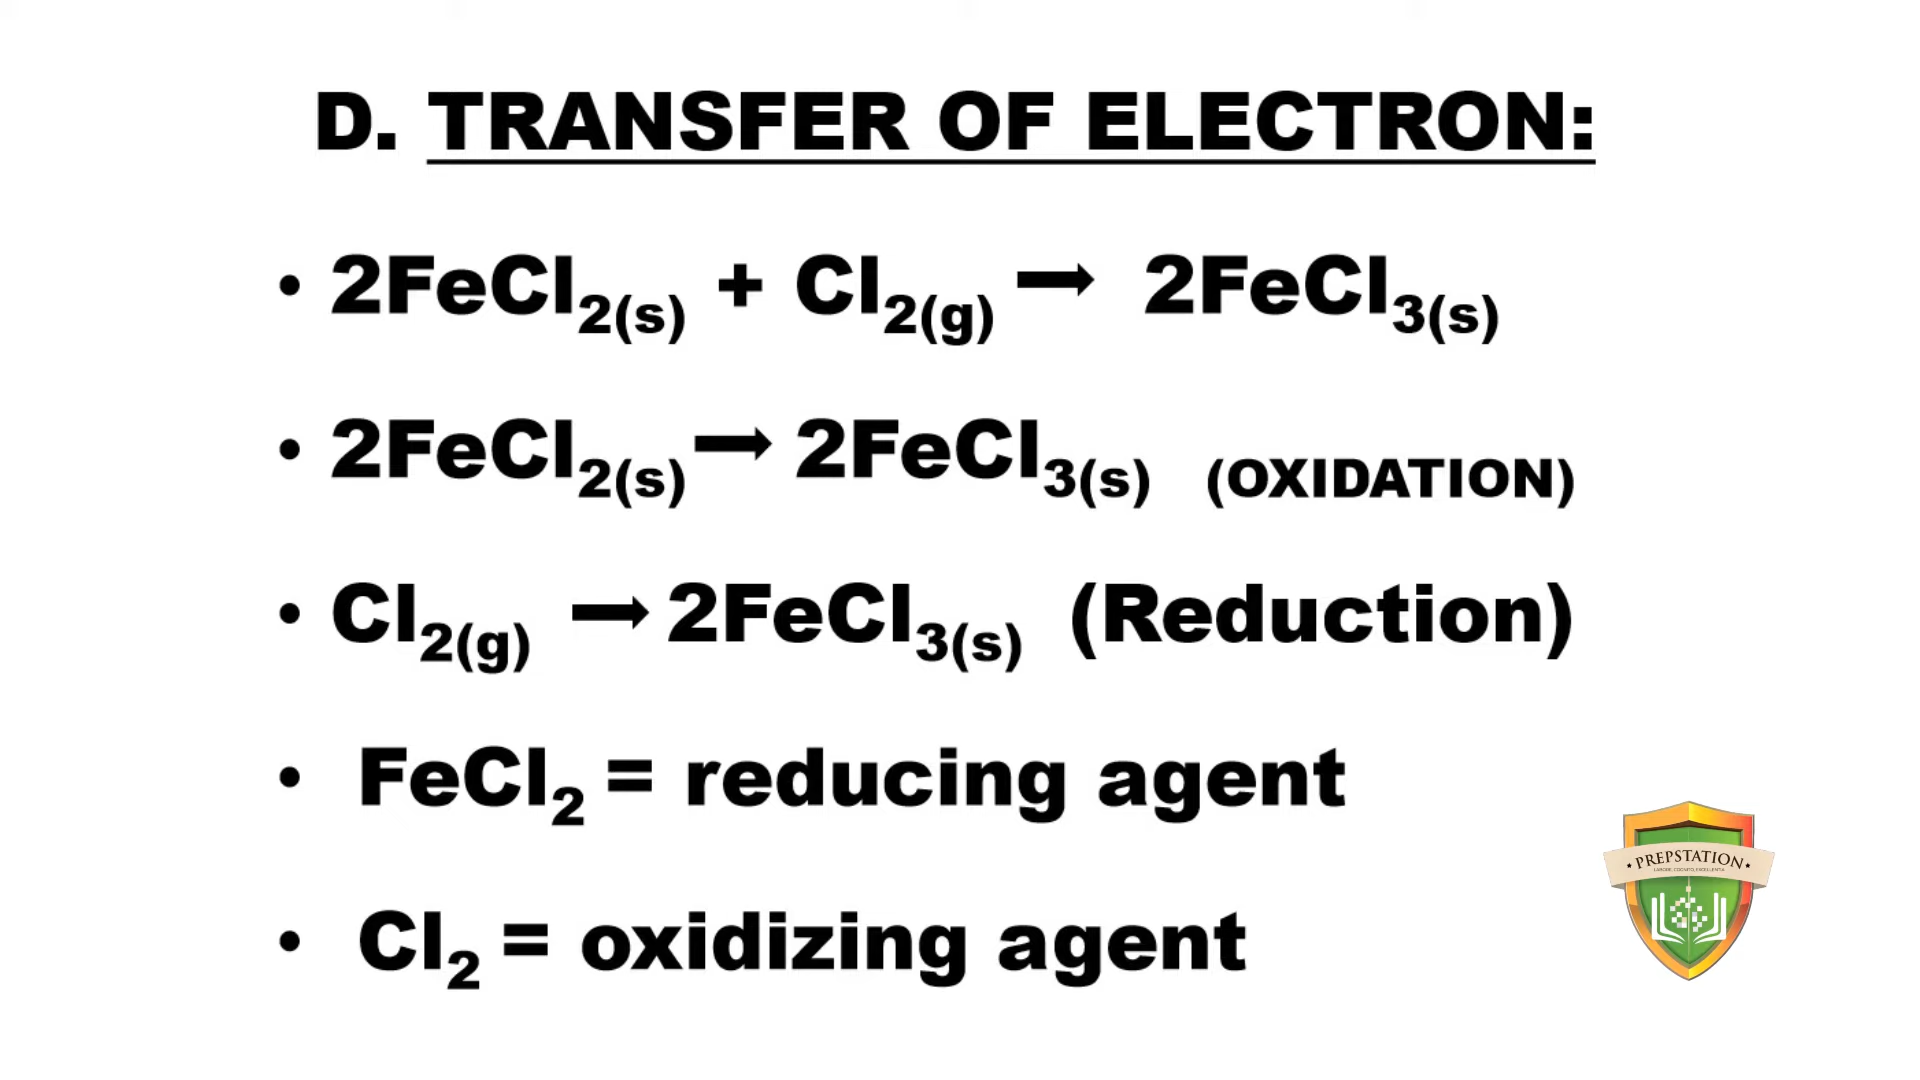 D. TRANSFER OF ELECTRON:
• 2FeCl₂₍s₎ + Cl₂₍g₎ ➞ 2FeCl₃₍s₎
• 2FeCl₂₍s₎ ➞ 2FeCl₃₍s₎ (OXIDATION)
• Cl₂₍g₎ ➞ 2FeCl₃₍s₎ (Reduction)
• FeCl₂ = reducing agent
• Cl₂ = oxidizing agent
PREPSTATION